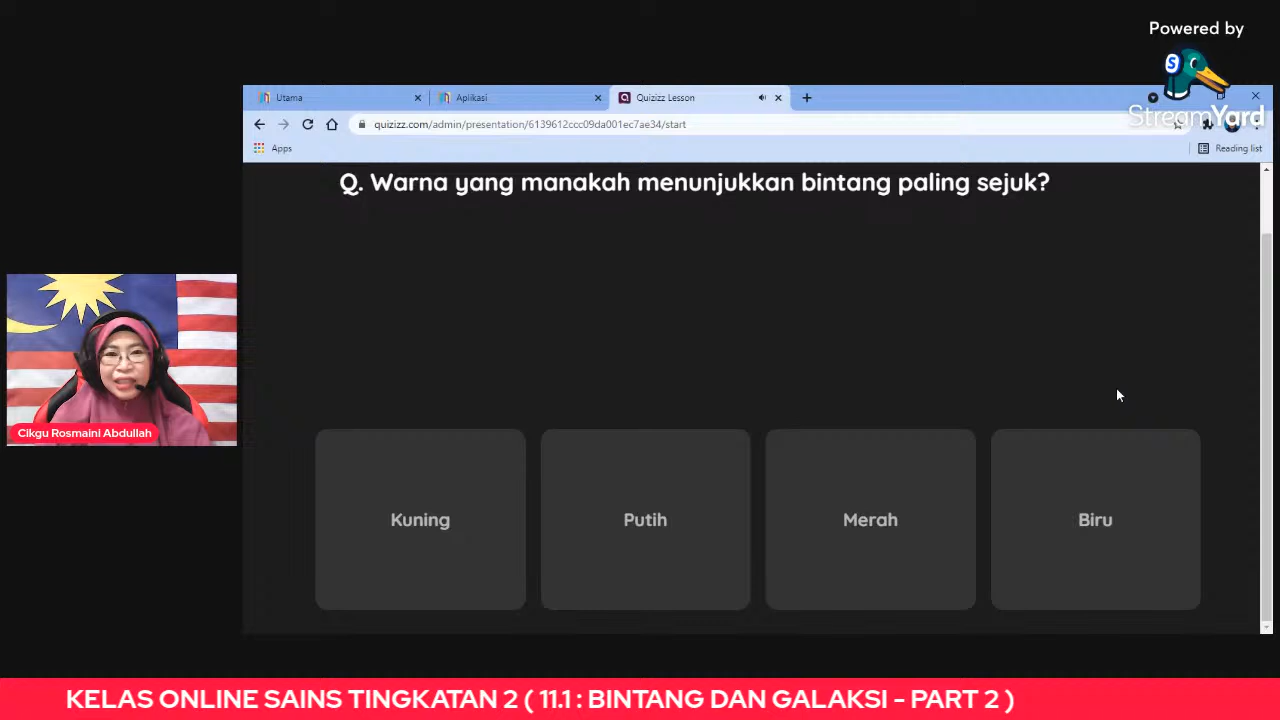 Powered by
StreamYard
Utama
Aplikasi
Quizizz Lesson
quizizz.com/admin/presentation/6139612ccc09da001ec7ae34/start
Apps
Reading list
Q. Warna yang manakah menunjukkan bintang paling sejuk?
Kuning
Putih
Merah
Biru
Cikgu Rosmaini Abdullah
KELAS ONLINE SAINS TINGKATAN 2 ( 11.1 : BINTANG DAN GALAKSI - PART 2 )